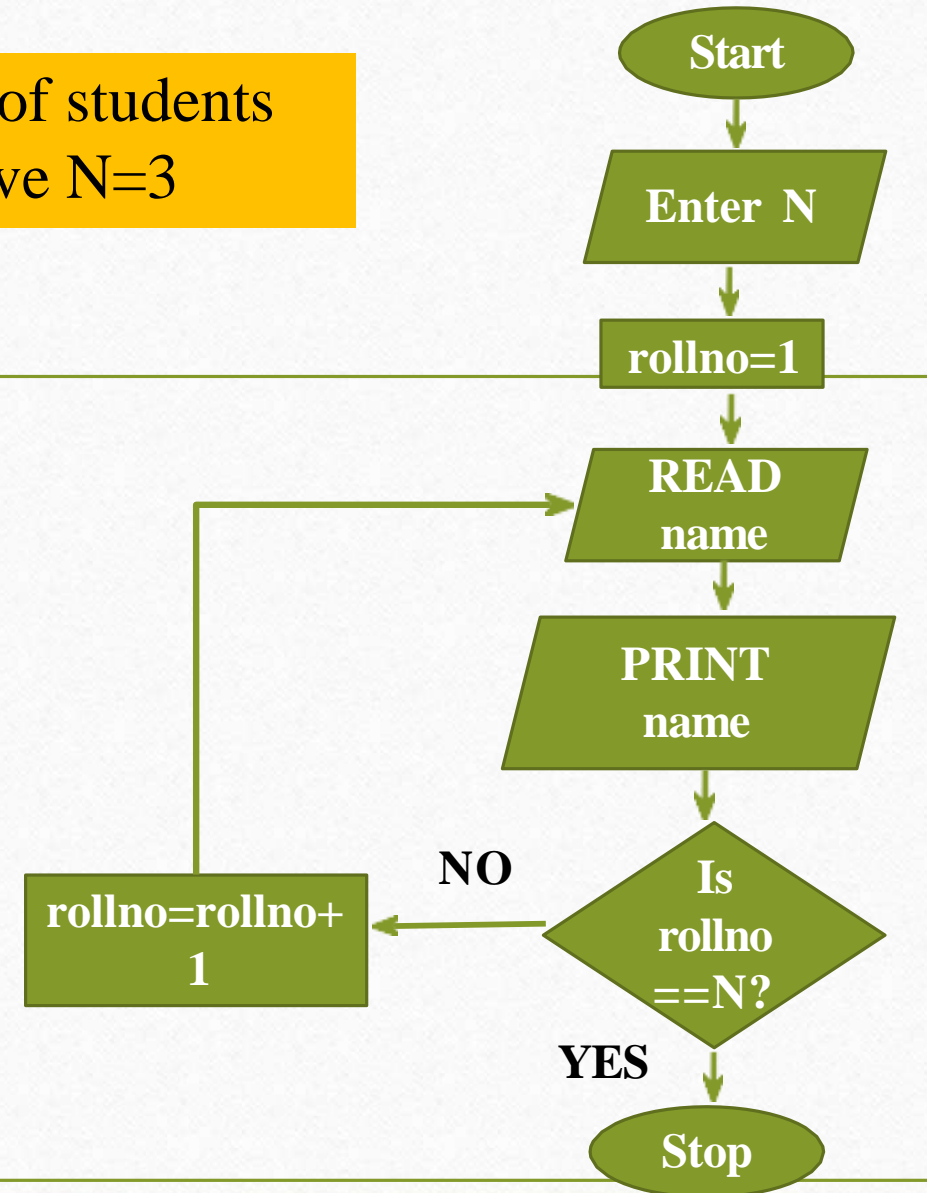 of students
ve N=3
Start
Enter N
rollno=1
READ
name
PRINT
name
Is
rollno
==N?
NO
rollno=rollno+
1
YES
Stop